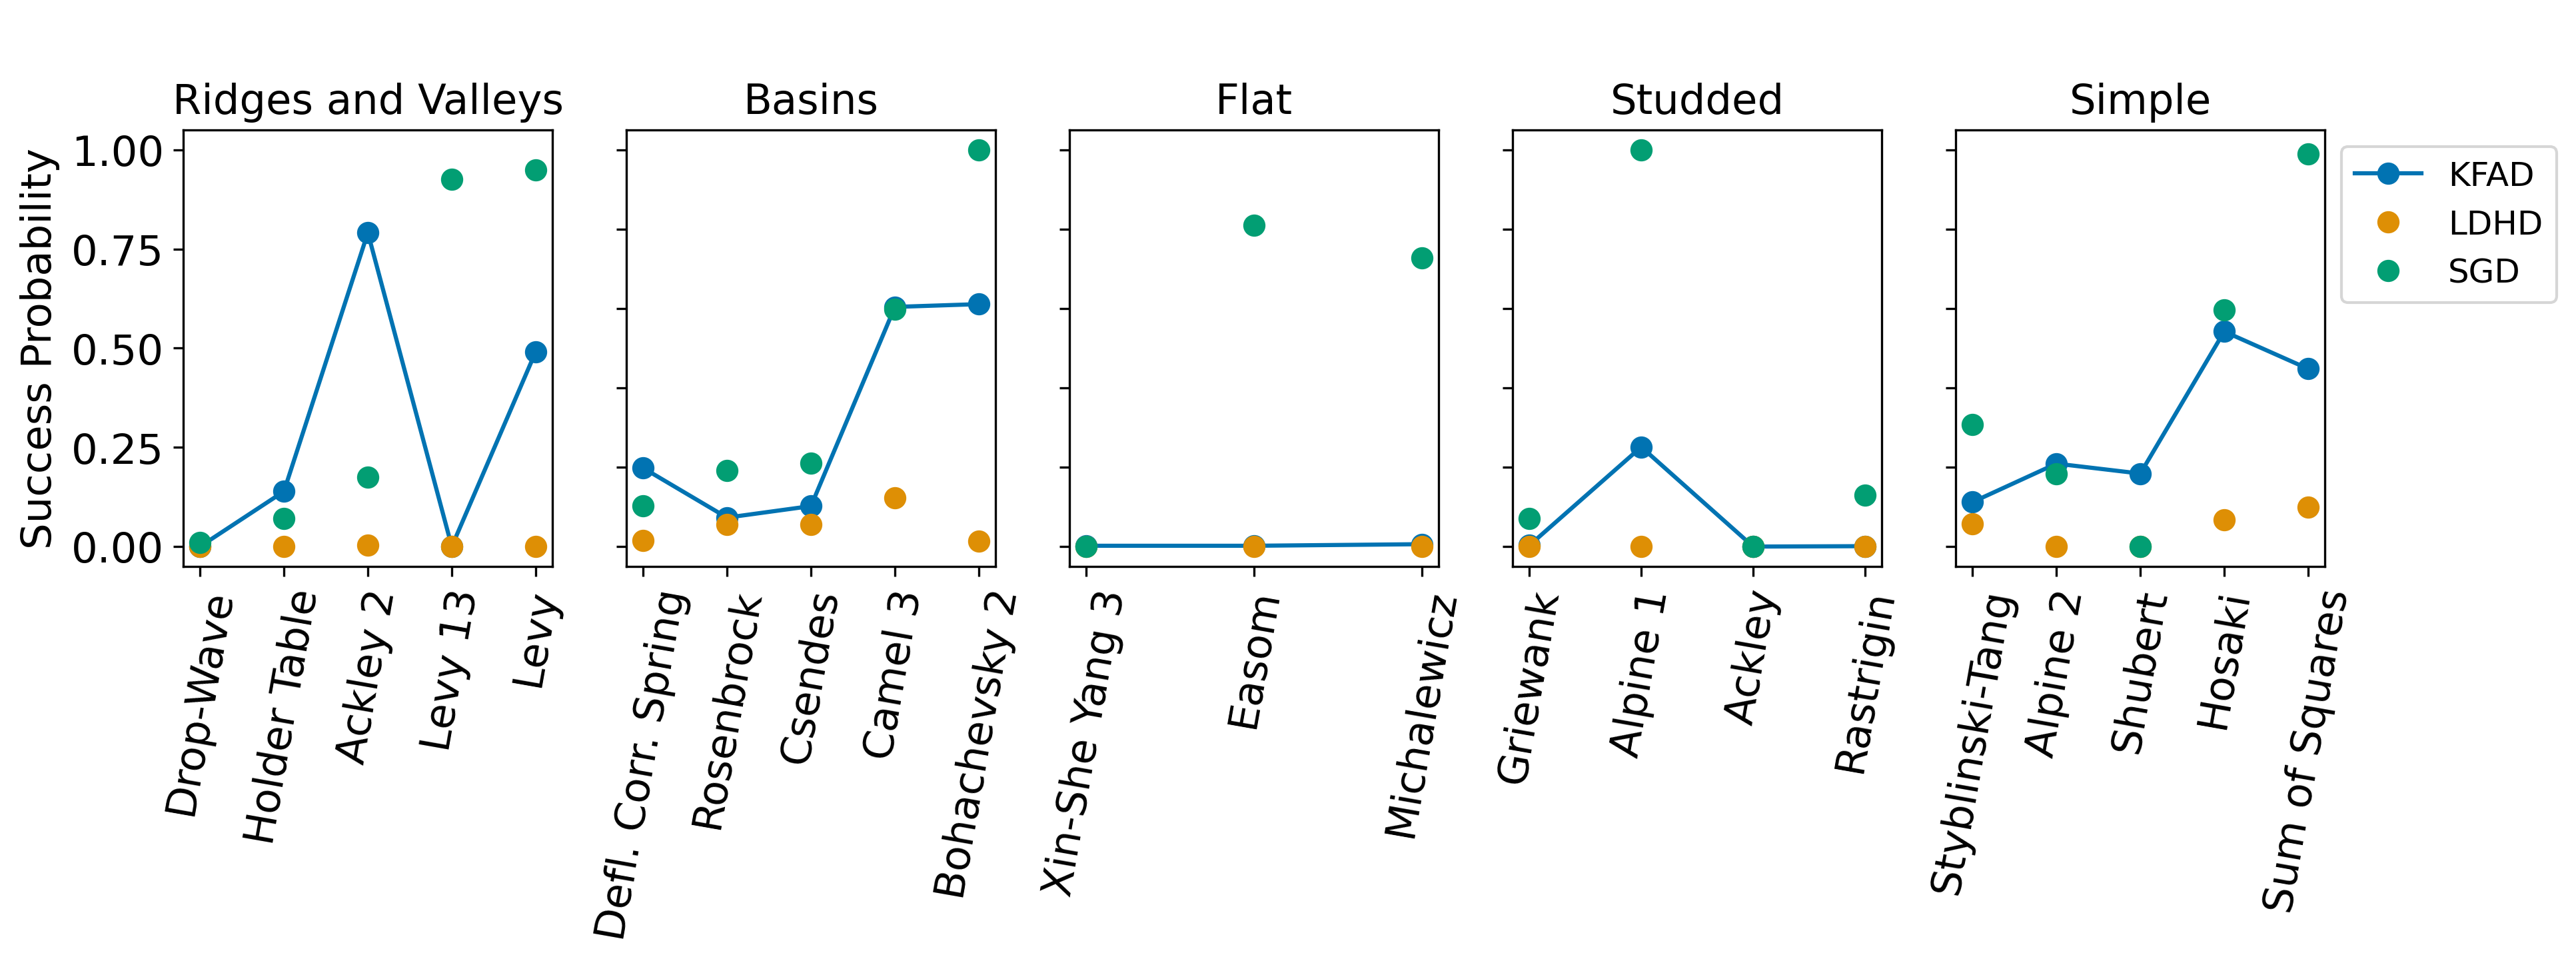 Ridges and Valleys
Basins
Flat
Studded
Simple
Success Probability
1.00
0.75
0.50
0.25
0.00
KFAD
LDHD
SGD
Drop-Wave
Holder Table
Ackley 2
Levy 13
Levy
Defl. Corr. Spring
Rosenbrock
Csendes
Camel 3
Bohachevsky 2
Xin-She Yang 3
Easom
Michalewicz
Griewank
Alpine 1
Ackley
Rastrigin
Styblinski-Tang
Alpine 2
Shubert
Hosaki
Sum of Squares